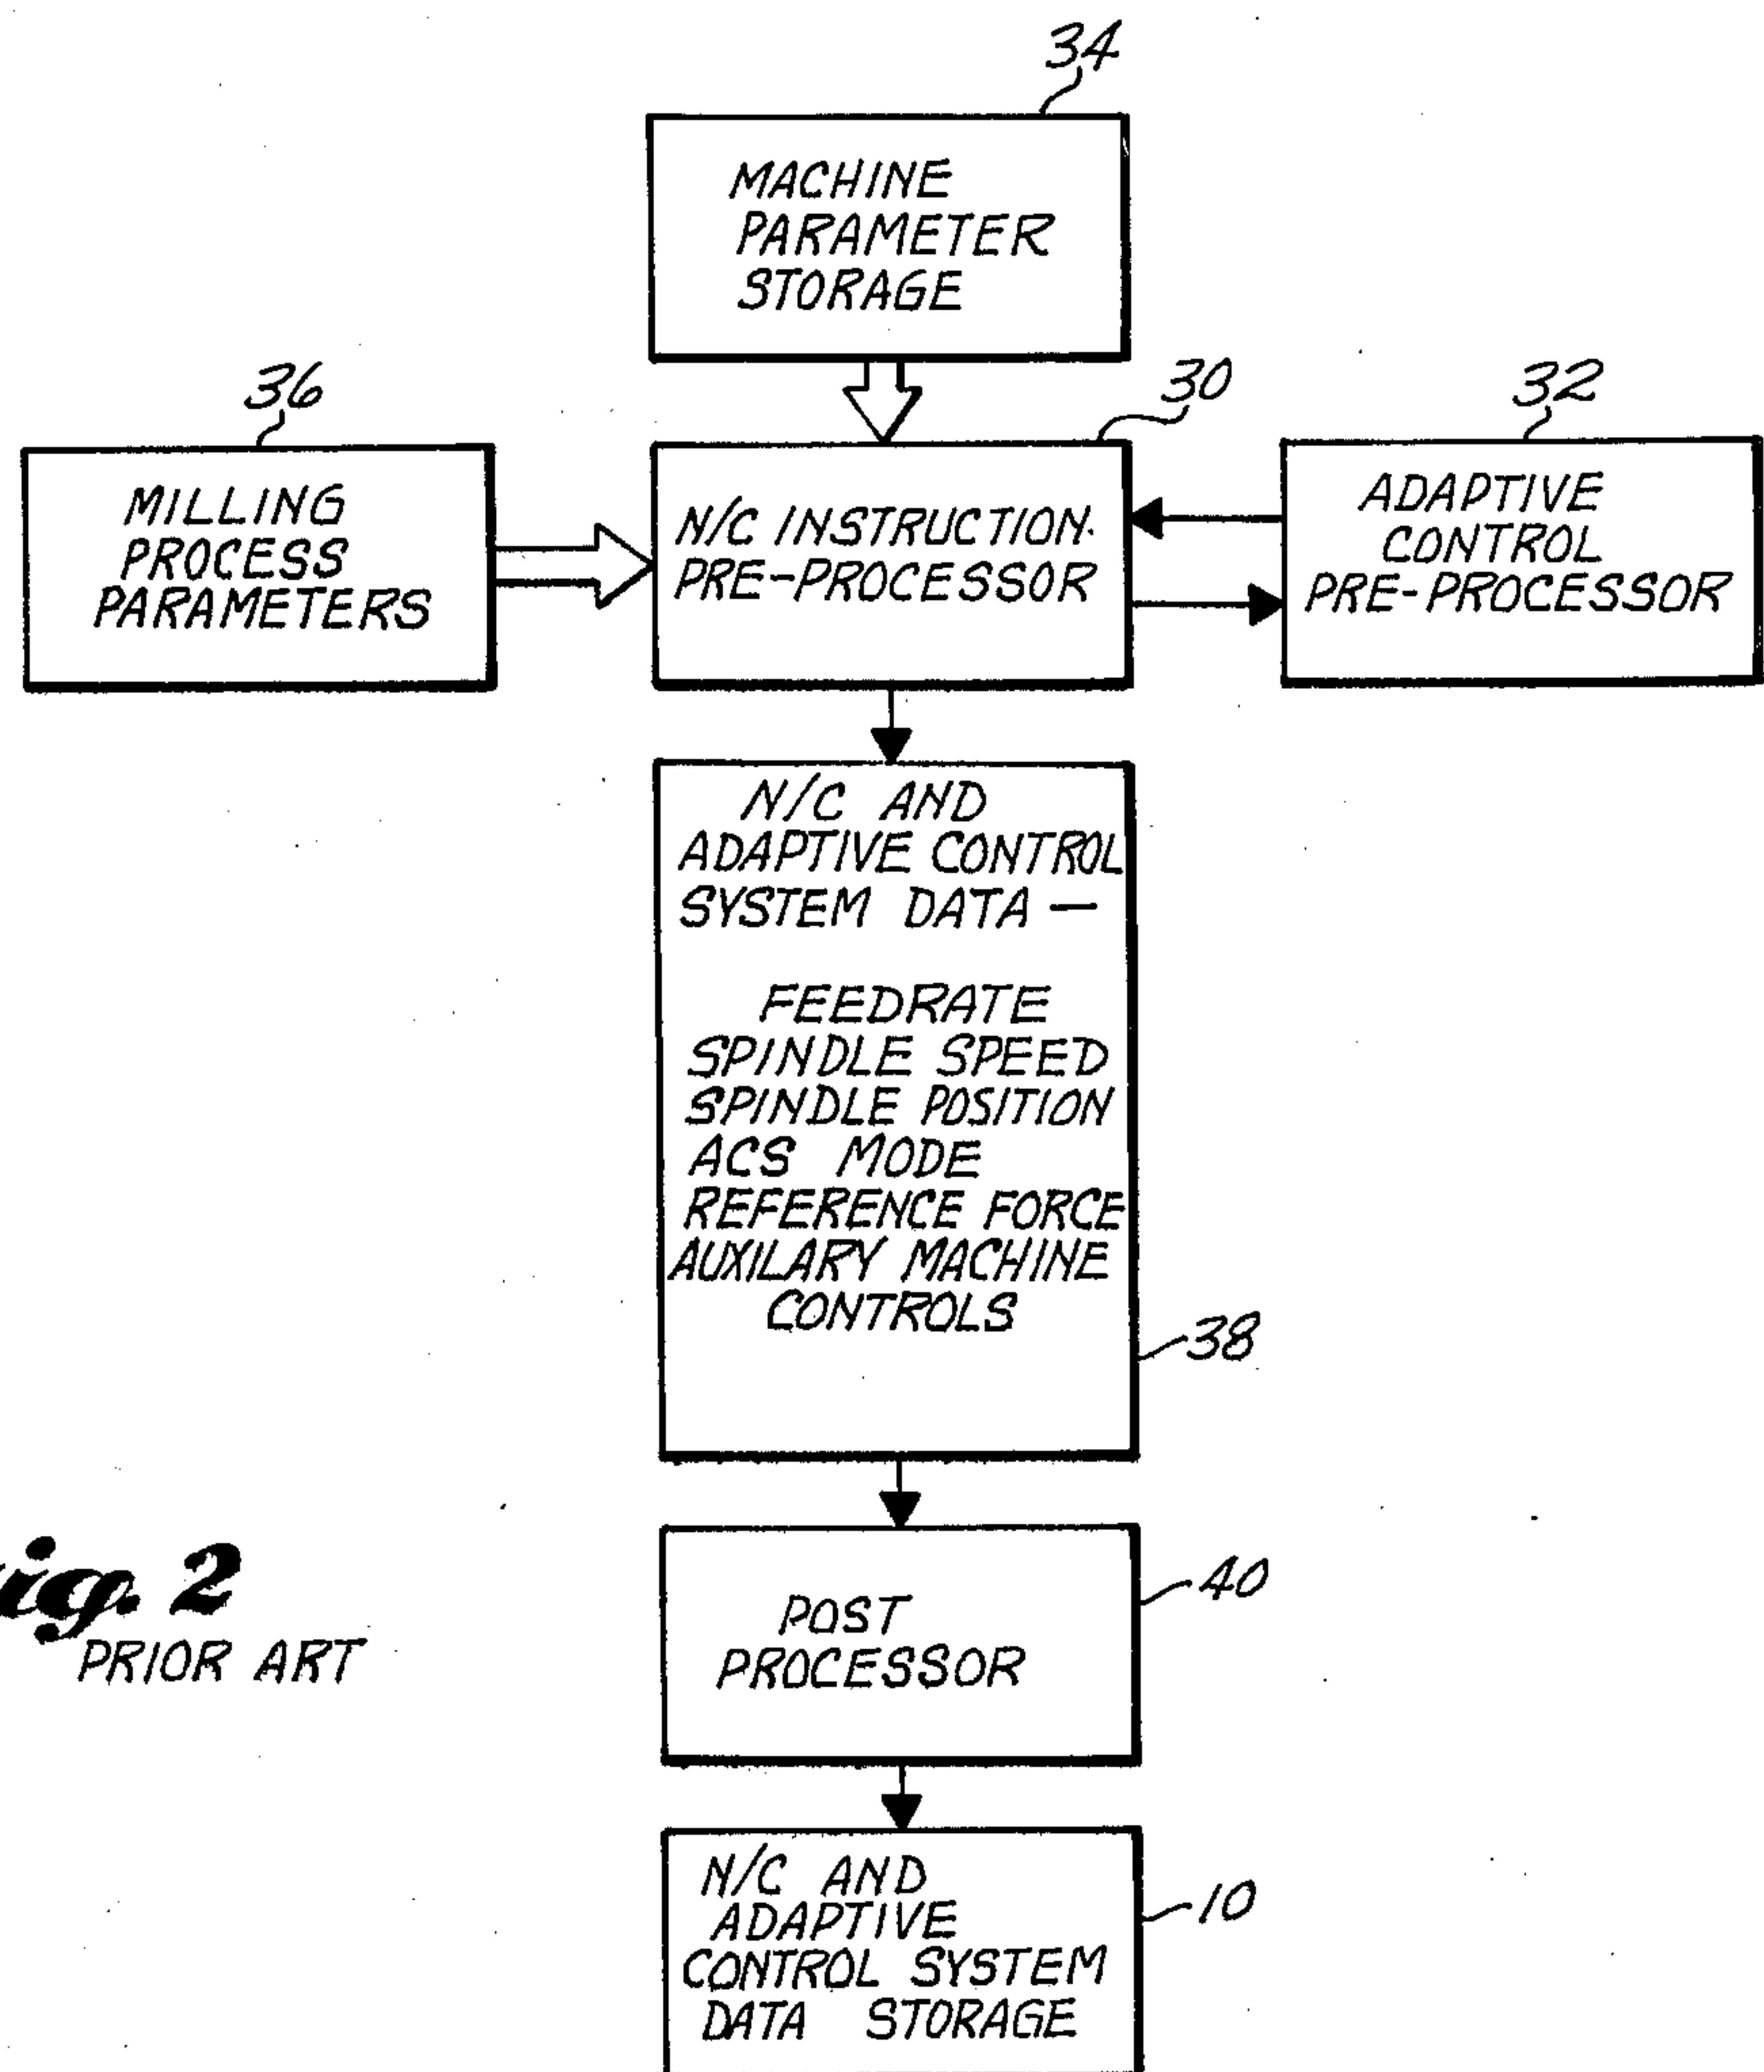 34
MACHINE
PARAMETER
STORAGE
36
30
32
MILLING
PROCESS
PARAMETERS
N/C INSTRUCTION
PRE-PROCESSOR
ADAPTIVE
CONTROL
PRE-PROCESSOR
N/C AND
ADAPTIVE CONTROL
SYSTEM DATA —
FEEDRATE
SPINDLE SPEED
SPINDLE POSITION
ACS MODE
REFERENCE FORCE
AUXILARY MACHINE
CONTROLS
38
ig. 2
PRIOR ART
POST
PROCESSOR
40
N/C AND
ADAPTIVE
CONTROL SYSTEM
DATA STORAGE
10